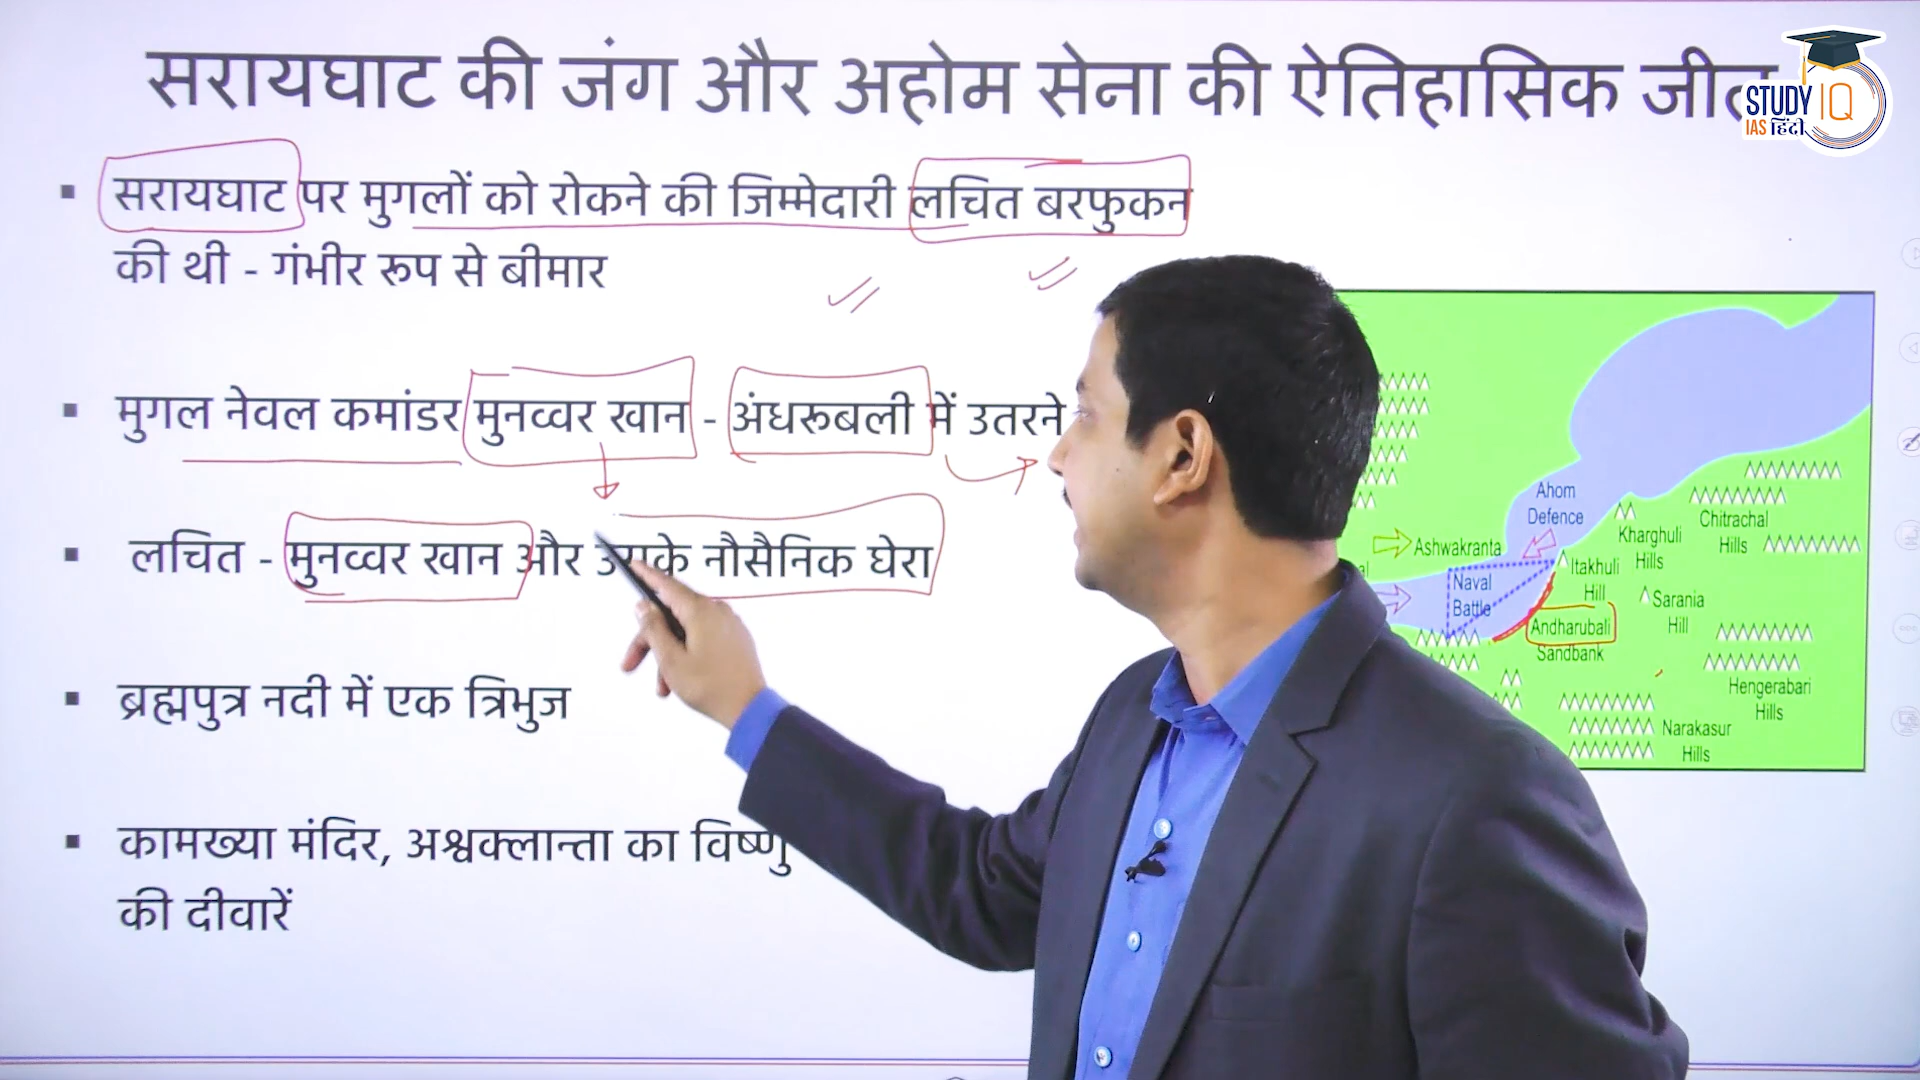 सरायघाट की जंग और अहोम सेना की ऐतिहासिक जीत
STUDY IQ
IAS हिंदी
सरायघाट पर मुगलों को रोकने की जिम्मेदारी लचित बरफुकन
की थी - गंभीर रूप से बीमार
मुगल नेवल कमांडर मुनव्वर खान - अंधरूबली में उतरने
लचित - मुनव्वर खान और उसके नौसैनिक घेरा
ब्रह्मपुत्र नदी में एक त्रिभुज
कामख्या मंदिर, अश्वक्लान्ता का विष्णु
की दीवारें
Ahom
Defence
Chitrachal
Hills
Kharghuli
Hills
Ashwakranta
Itakhuli
Hill
Naval
Battle
Sarania
Hill
Andharubali
Sandbank
Hengerabari
Hills
Narakasur
Hills